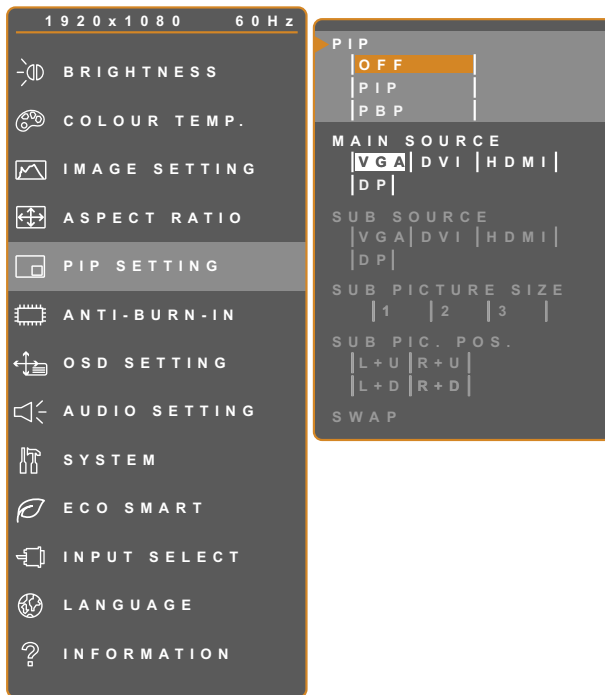 1920x1080 60Hz
BRIGHTNESS
COLOUR TEMP.
IMAGE SETTING
ASPECT RATIO
PIP SETTING
ANTI-BURN-IN
OSD SETTING
AUDIO SETTING
SYSTEM
ECO SMART
INPUT SELECT
LANGUAGE
INFORMATION
PIP
OFF
PIP
PBP
MAIN SOURCE
VGA DVI HDMI
DP
SUB SOURCE
VGA DVI HDMI
DP
SUB PICTURE SIZE
1 2 3
SUB PIC. POS.
L+U R+U
L+D R+D
SWAP